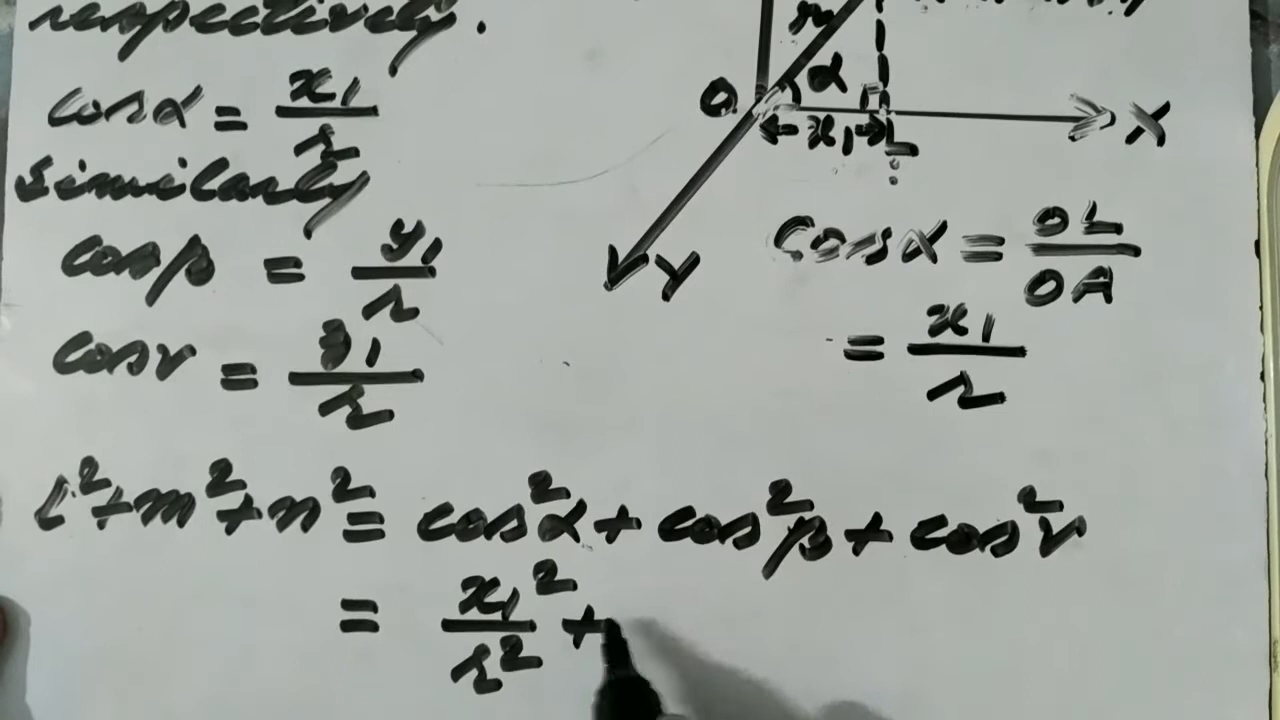 respectively.
cosα = x₁/r
similarly
cosβ = y₁/r
cosγ = z₁/r
r
α
O
x₁
L
X
Y
Cosα = OL/OA
= x₁/r
l²+m²+n² = cos²α + cos²β + cos²γ
= x₁²/r² +